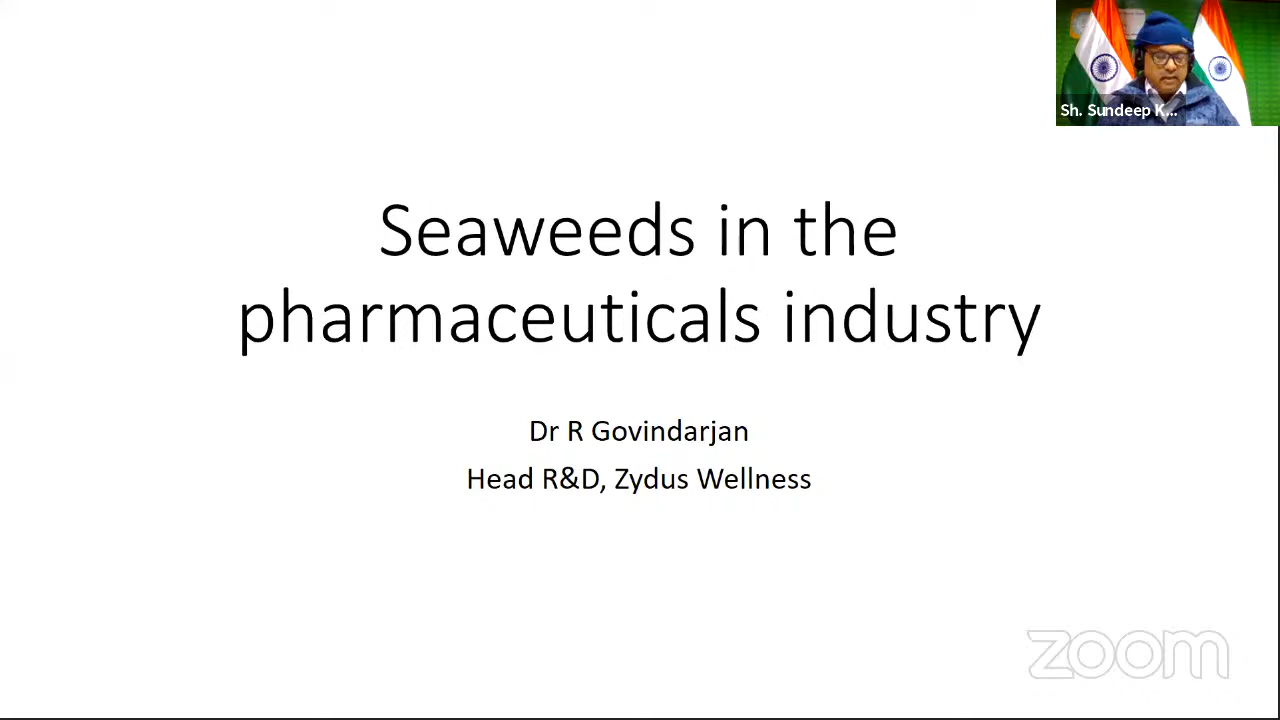 Sh. Sundeep K...
Seaweeds in the
pharmaceuticals industry
Dr R Govindarjan
Head R&D, Zydus Wellness
zoom